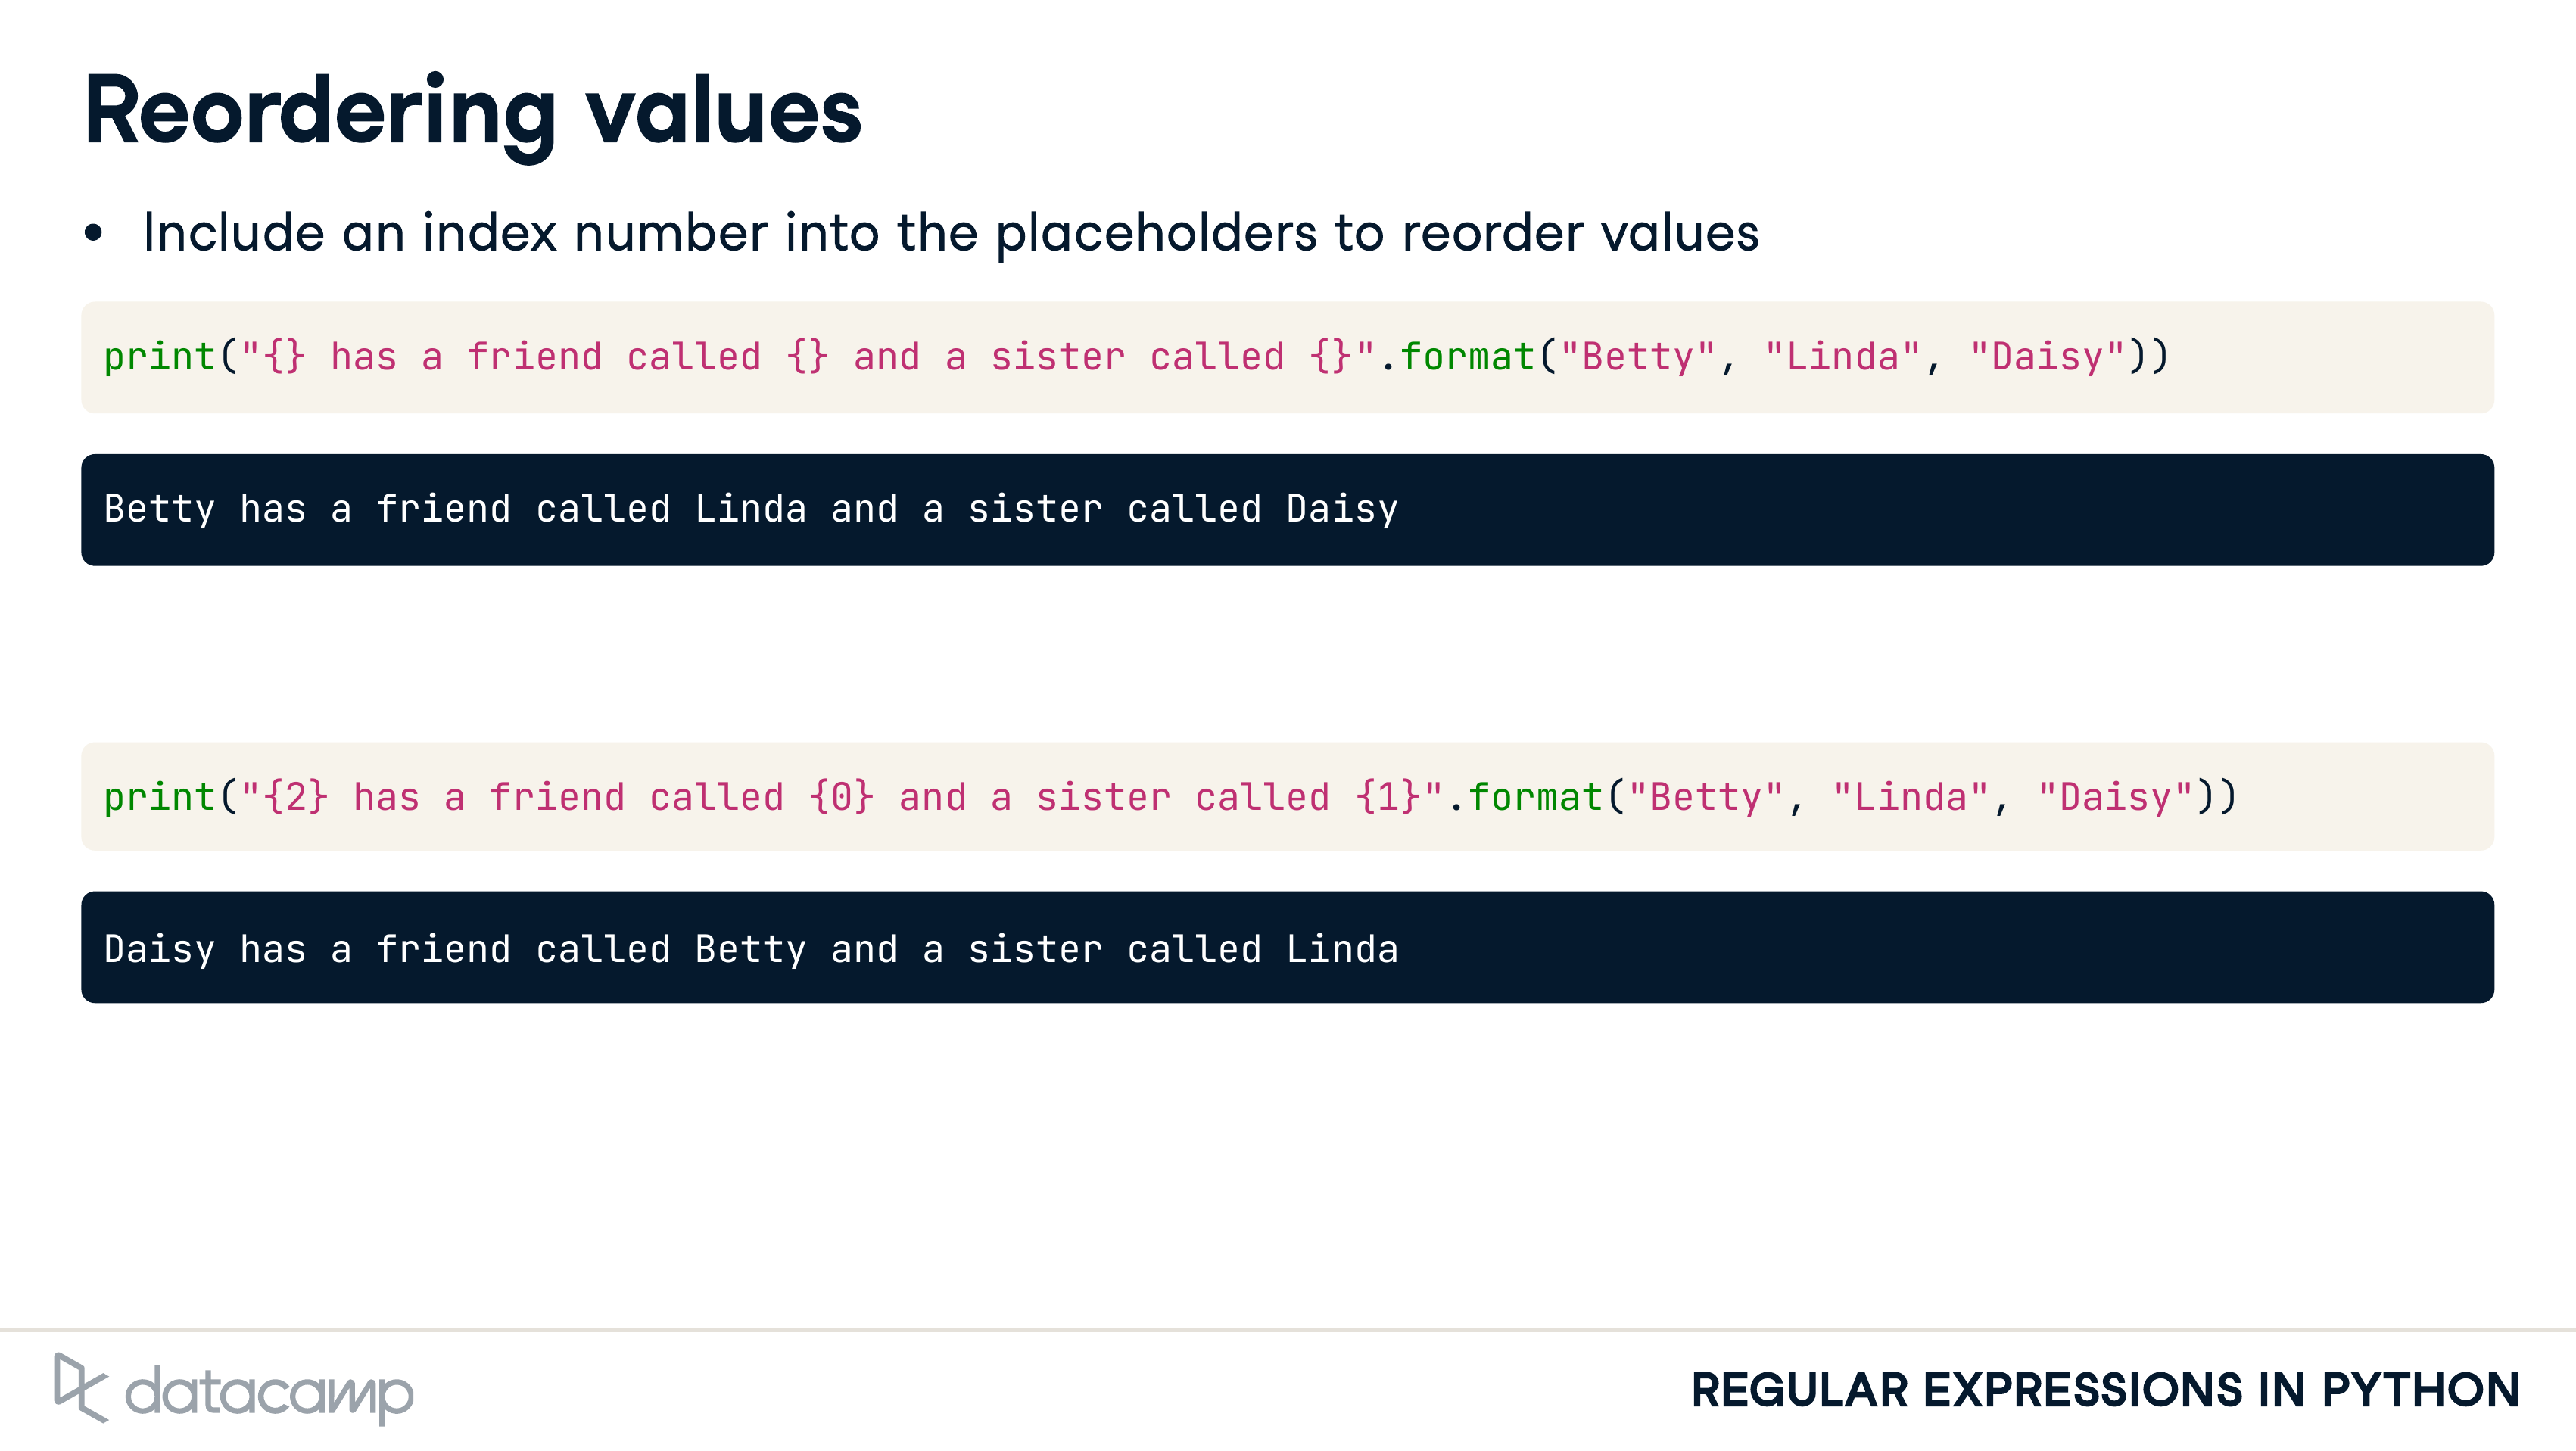 Reordering values
• Include an index number into the placeholders to reorder values
print("{} has a friend called {} and a sister called {}".format("Betty", "Linda", "Daisy"))
Betty has a friend called Linda and a sister called Daisy
print("{2} has a friend called {0} and a sister called {1}".format("Betty", "Linda", "Daisy"))
Daisy has a friend called Betty and a sister called Linda
datacamp
REGULAR EXPRESSIONS IN PYTHON